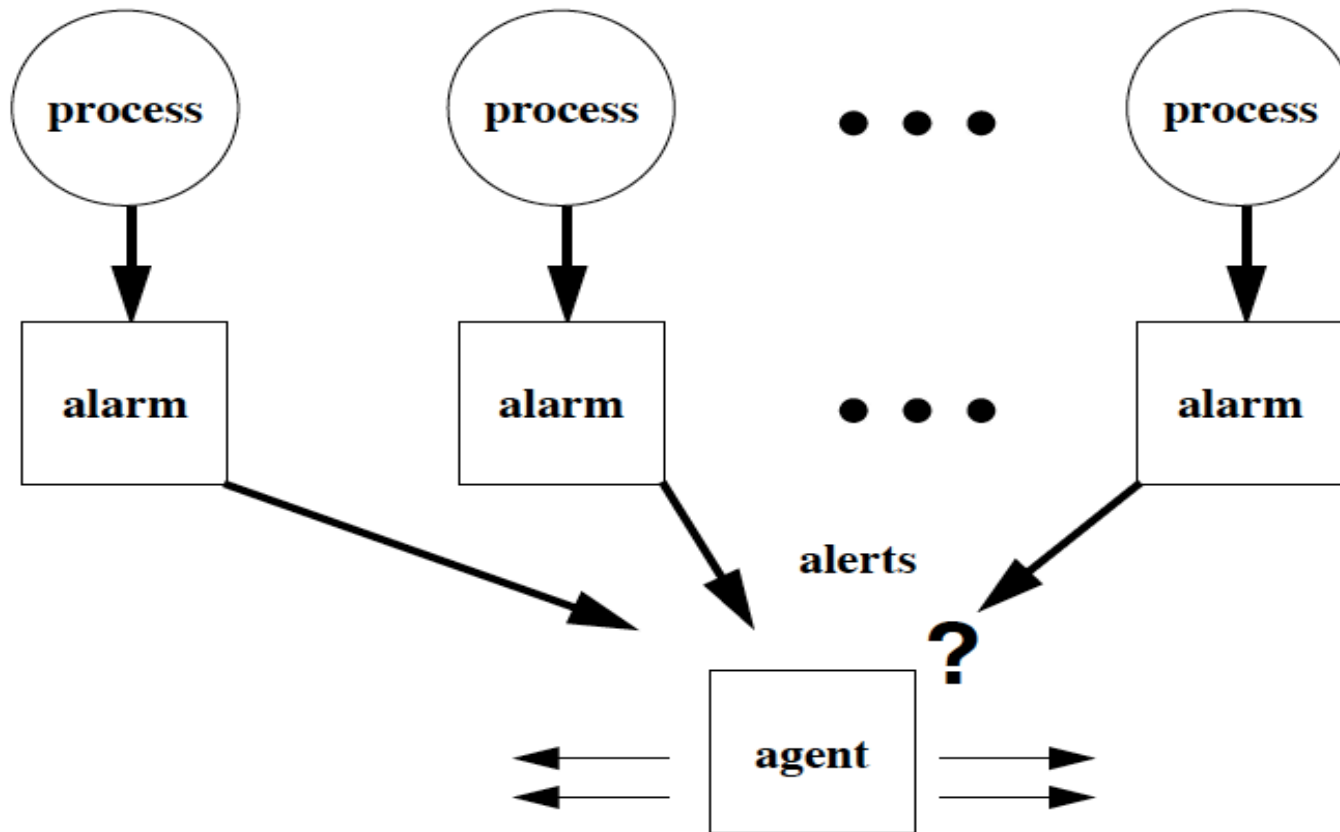 process process process
alarm alarm alarm
alerts
?
agent